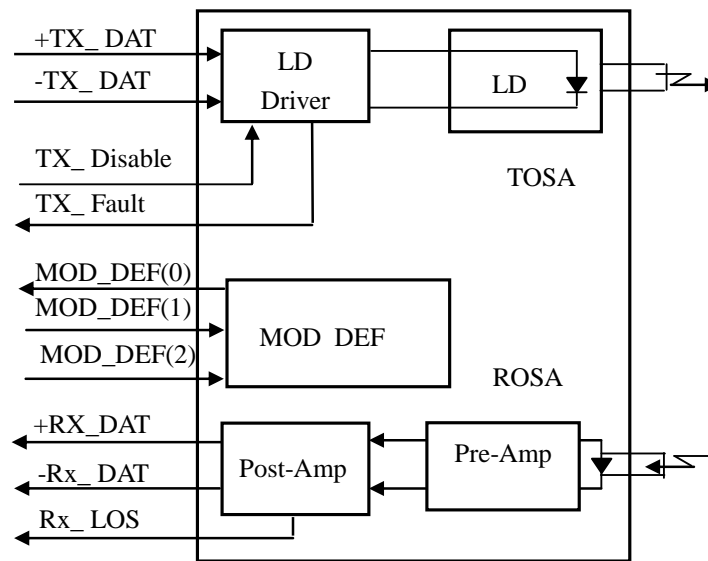 +TX_ DAT
LD
Driver
LD
-TX_ DAT
TX_ Disable
TOSA
TX_ Fault
MOD_DEF(0)
MOD_DEF(1)
MOD DEF
MOD_DEF(2)
ROSA
+RX_DAT
Post-Amp
Pre-Amp
-Rx_ DAT
Rx_ LOS